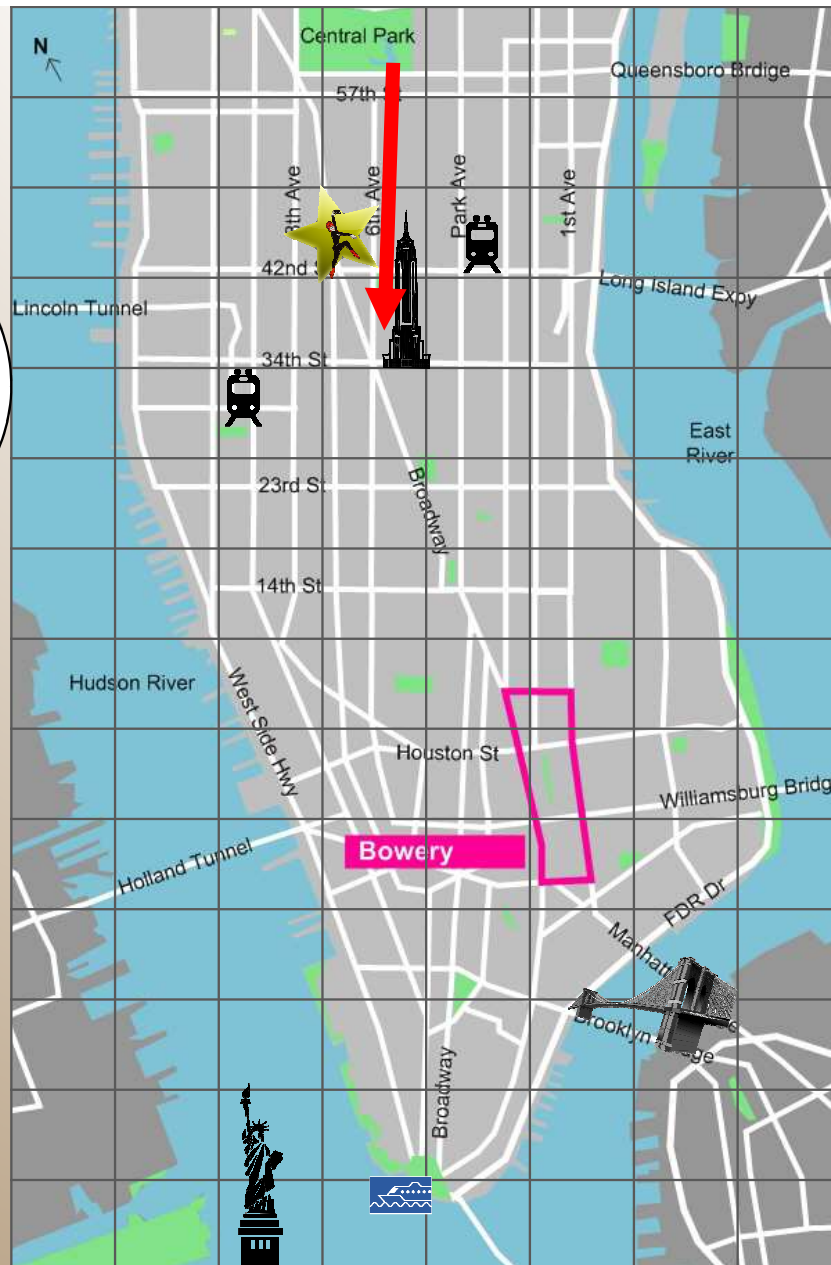 N
Central Park
Queensboro Brdige
57th St
8th Ave
6th Ave
Park Ave
1st Ave
42nd
Long Island Expy
Lincoln Tunnel
34th St
East
River
23rd St
Broadway
14th St
Hudson River
West Side Hwy
Houston St
Williamsburg Bridg
Bowery
Holland Tunnel
FDR Dr
Manhatt
Brooklyn
Broadway